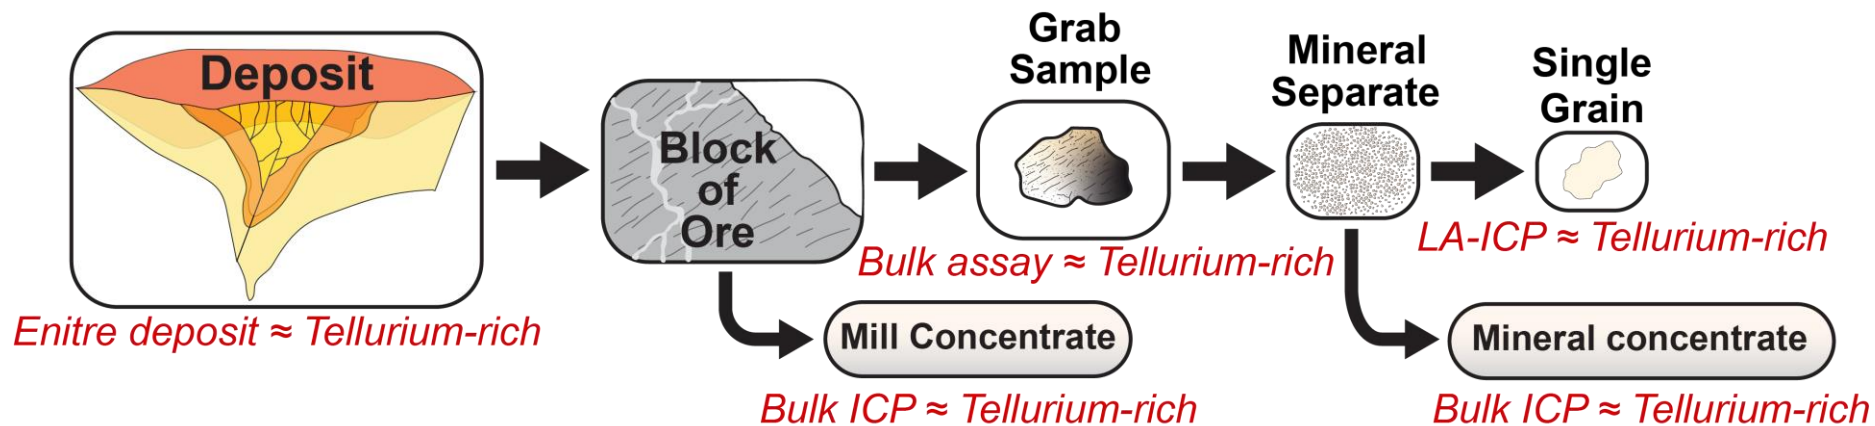 Deposit
Enitre deposit ≈ Tellurium-rich
Block
of
Ore
Mill Concentrate
Bulk ICP ≈ Tellurium-rich
Grab
Sample
Bulk assay ≈ Tellurium-rich
Mineral
Separate
Mineral concentrate
Bulk ICP ≈ Tellurium-rich
Single
Grain
LA-ICP ≈ Tellurium-rich